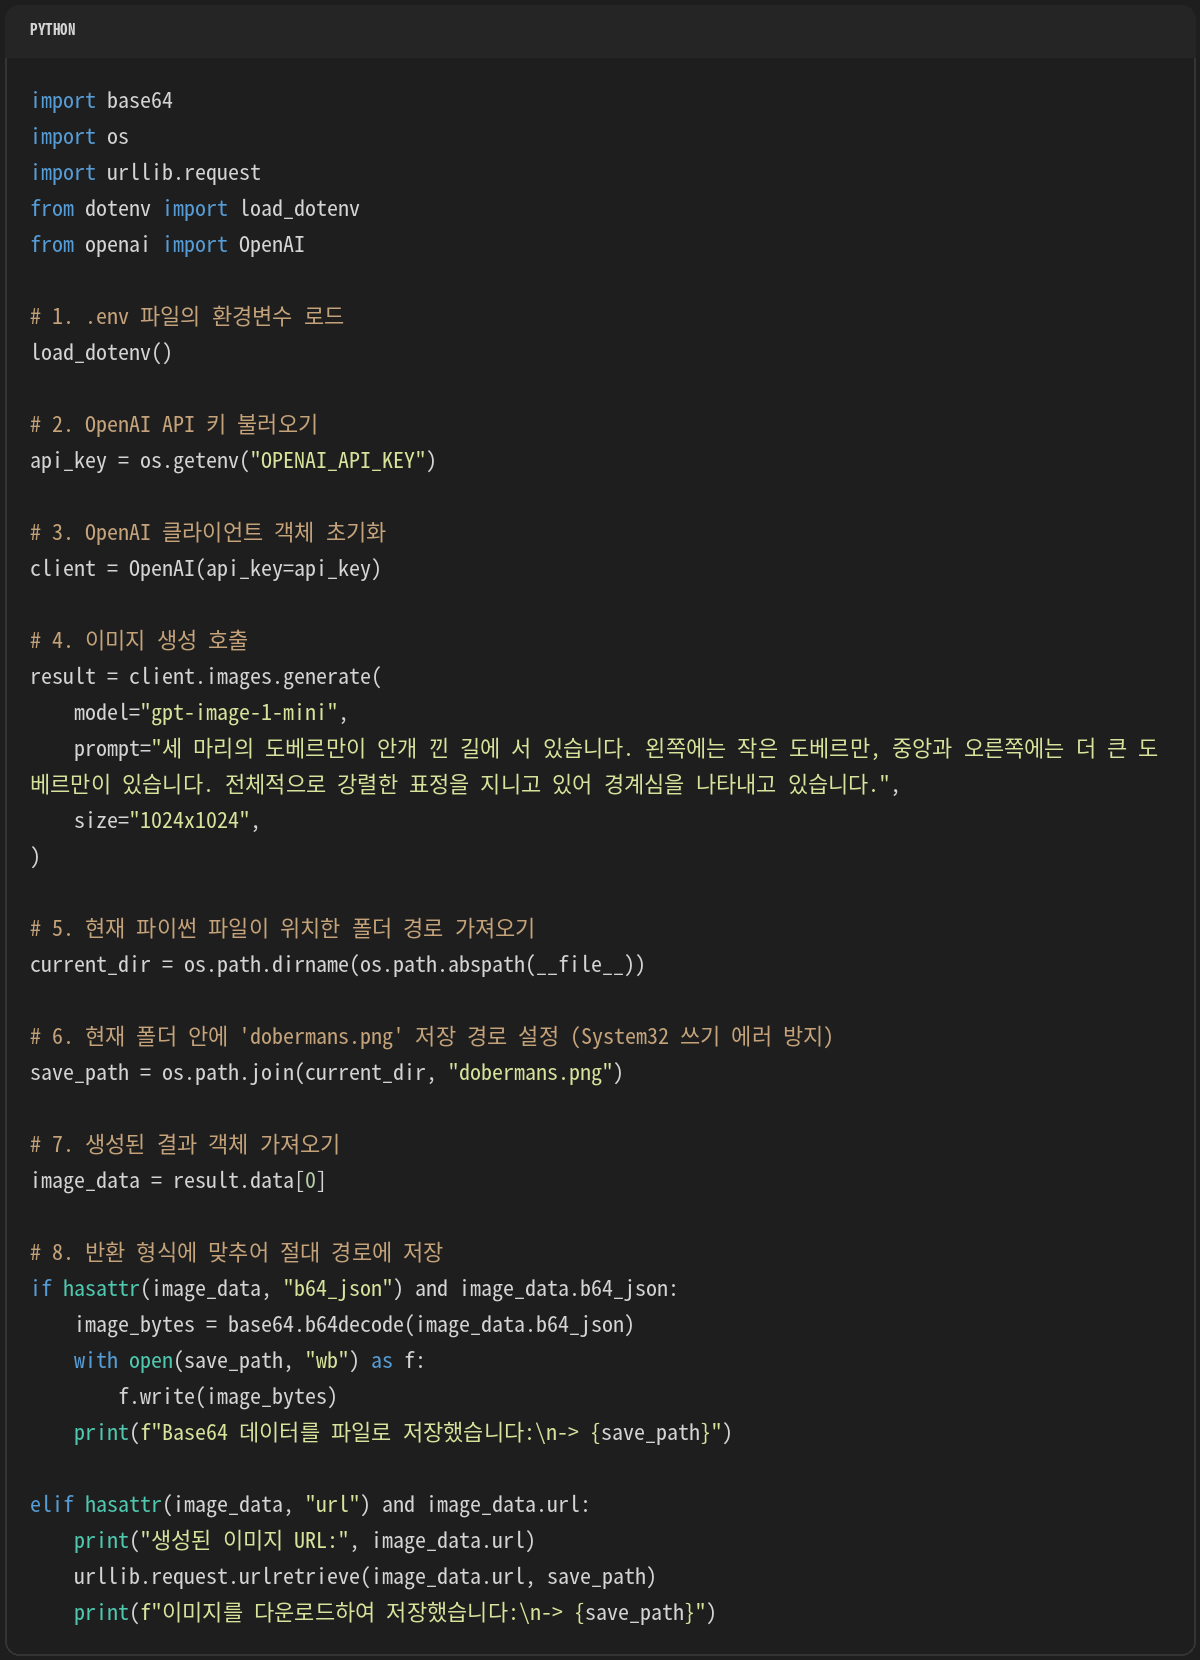 PYTHON
import base64
import os
import urllib.request
from dotenv import load_dotenv
from openai import OpenAI
# 1. .env 파일의 환경변수 로드
load_dotenv()
# 2. OpenAI API 키 불러오기
api_key = os.getenv("OPENAI_API_KEY")
# 3. OpenAI 클라이언트 객체 초기화
client = OpenAI(api_key=api_key)
# 4. 이미지 생성 호출
result = client.images.generate(
    model="gpt-image-1-mini",
    prompt="세 마리의 도베르만이 안개 낀 길에 서 있습니다. 왼쪽에는 작은 도베르만, 중앙과 오른쪽에는 더 큰 도
베르만이 있습니다. 전체적으로 강렬한 표정을 지니고 있어 경계심을 나타내고 있습니다.",
    size="1024x1024",
)
# 5. 현재 파이썬 파일이 위치한 폴더 경로 가져오기
current_dir = os.path.dirname(os.path.abspath(__file__))
# 6. 현재 폴더 안에 'dobermans.png' 저장 경로 설정 (System32 쓰기 에러 방지)
save_path = os.path.join(current_dir, "dobermans.png")
# 7. 생성된 결과 객체 가져오기
image_data = result.data[0]
# 8. 반환 형식에 맞추어 절대 경로에 저장
if hasattr(image_data, "b64_json") and image_data.b64_json:
    image_bytes = base64.b64decode(image_data.b64_json)
    with open(save_path, "wb") as f:
        f.write(image_bytes)
    print(f"Base64 데이터를 파일로 저장했습니다:\n-> {save_path}")
elif hasattr(image_data, "url") and image_data.url:
    print("생성된 이미지 URL:", image_data.url)
    urllib.request.urlretrieve(image_data.url, save_path)
    print(f"이미지를 다운로드하여 저장했습니다:\n-> {save_path}")